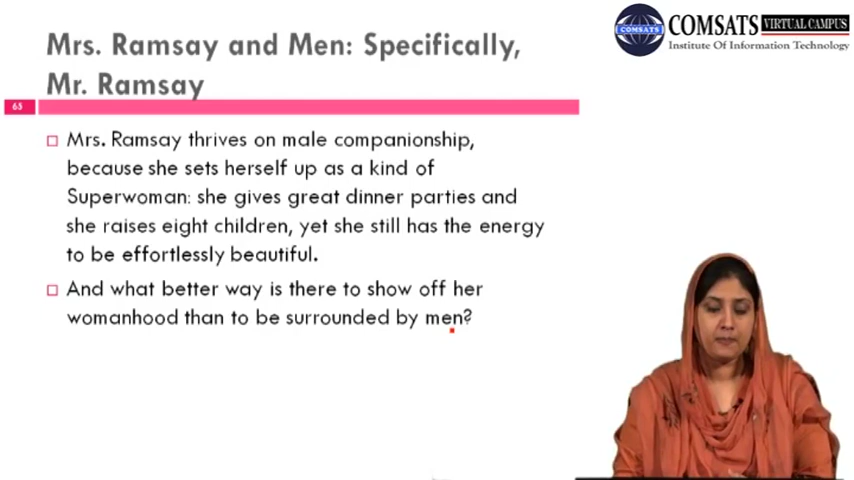 Mrs. Ramsay and Men: Specifically,
Mr. Ramsay
COMSATS
COMSATS VIRTUAL CAMPUS
Institute Of Information Technology
65
Mrs. Ramsay thrives on male companionship,
because she sets herself up as a kind of
Superwoman: she gives great dinner parties and
she raises eight children, yet she still has the energy
to be effortlessly beautiful.
And what better way is there to show off her
womanhood than to be surrounded by men?